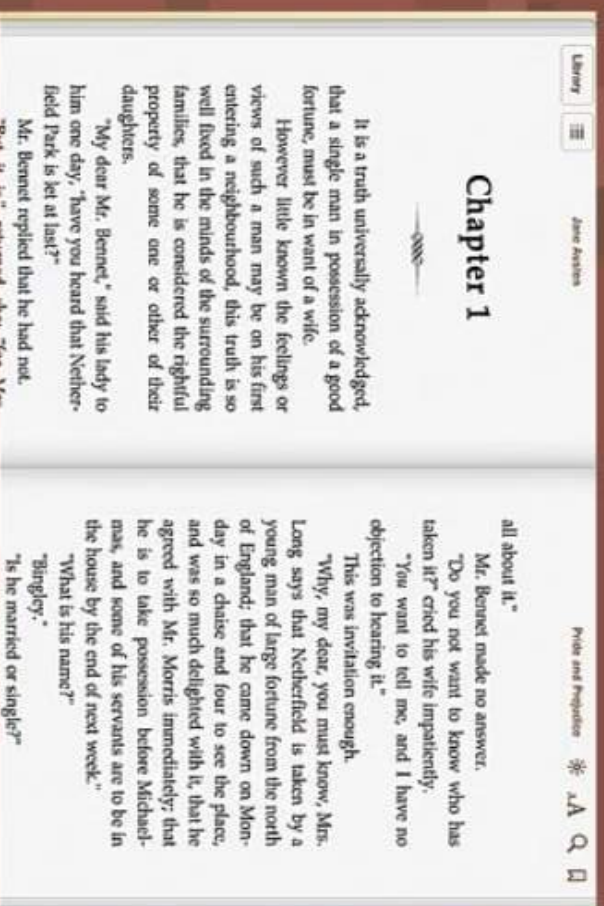 Library
Jane Austen
Chapter 1
It is a truth universally acknowledged,
that a single man in possession of a good
fortune, must be in want of a wife.
However little known the feelings or
views of such a man may be on his first
entering a neighbourhood, this truth is so
well fixed in the minds of the surrounding
families, that he is considered the rightful
property of some one or other of their
daughters.
"My dear Mr. Bennet," said his lady to
him one day, "have you heard that Nether-
field Park is let at last?"
Mr. Bennet replied that he had not.
Pride and Prejudice
AA
all about it."
Mr. Bennet made no answer.
"Do you not want to know who has
taken it?" cried his wife impatiently.
"You want to tell me, and I have no
objection to hearing it."
This was invitation enough.
"Why, my dear, you must know, Mrs.
Long says that Netherfield is taken by a
young man of large fortune from the north
of England; that he came down on Mon-
day in a chaise and four to see the place,
and was so much delighted with it, that he
agreed with Mr. Morris immediately; that
he is to take possession before Michael-
mas, and some of his servants are to be in
the house by the end of next week."
"What is his name?"
"Bingley."
"Is he married or single?"